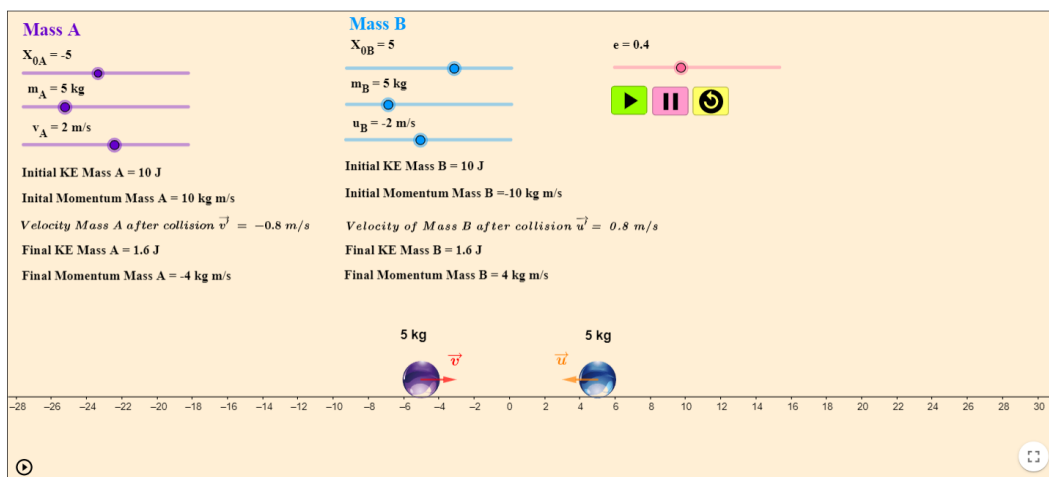 Mass A
X0A = -5
mA = 5 kg
vA = 2 m/s
Initial KE Mass A = 10 J
Inital Momentum Mass A = 10 kg m/s
Velocity Mass A after collision v⃗′ = −0.8 m/s
Final KE Mass A = 1.6 J
Final Momentum Mass A = -4 kg m/s
Mass B
X0B = 5
mB = 5 kg
uB = -2 m/s
Initial KE Mass B = 10 J
Initial Momentum Mass B =-10 kg m/s
Velocity of Mass B after collision u⃗′ = 0.8 m/s
Final KE Mass B = 1.6 J
Final Momentum Mass B = 4 kg m/s
e = 0.4
5 kg 5 kg
v⃗ u⃗
−28 −26 −24 −22 −20 −18 −16 −14 −12 −10 −8 −6 −4 −2 0 2 4 6 8 10 12 14 16 18 20 22 24 26 28 30